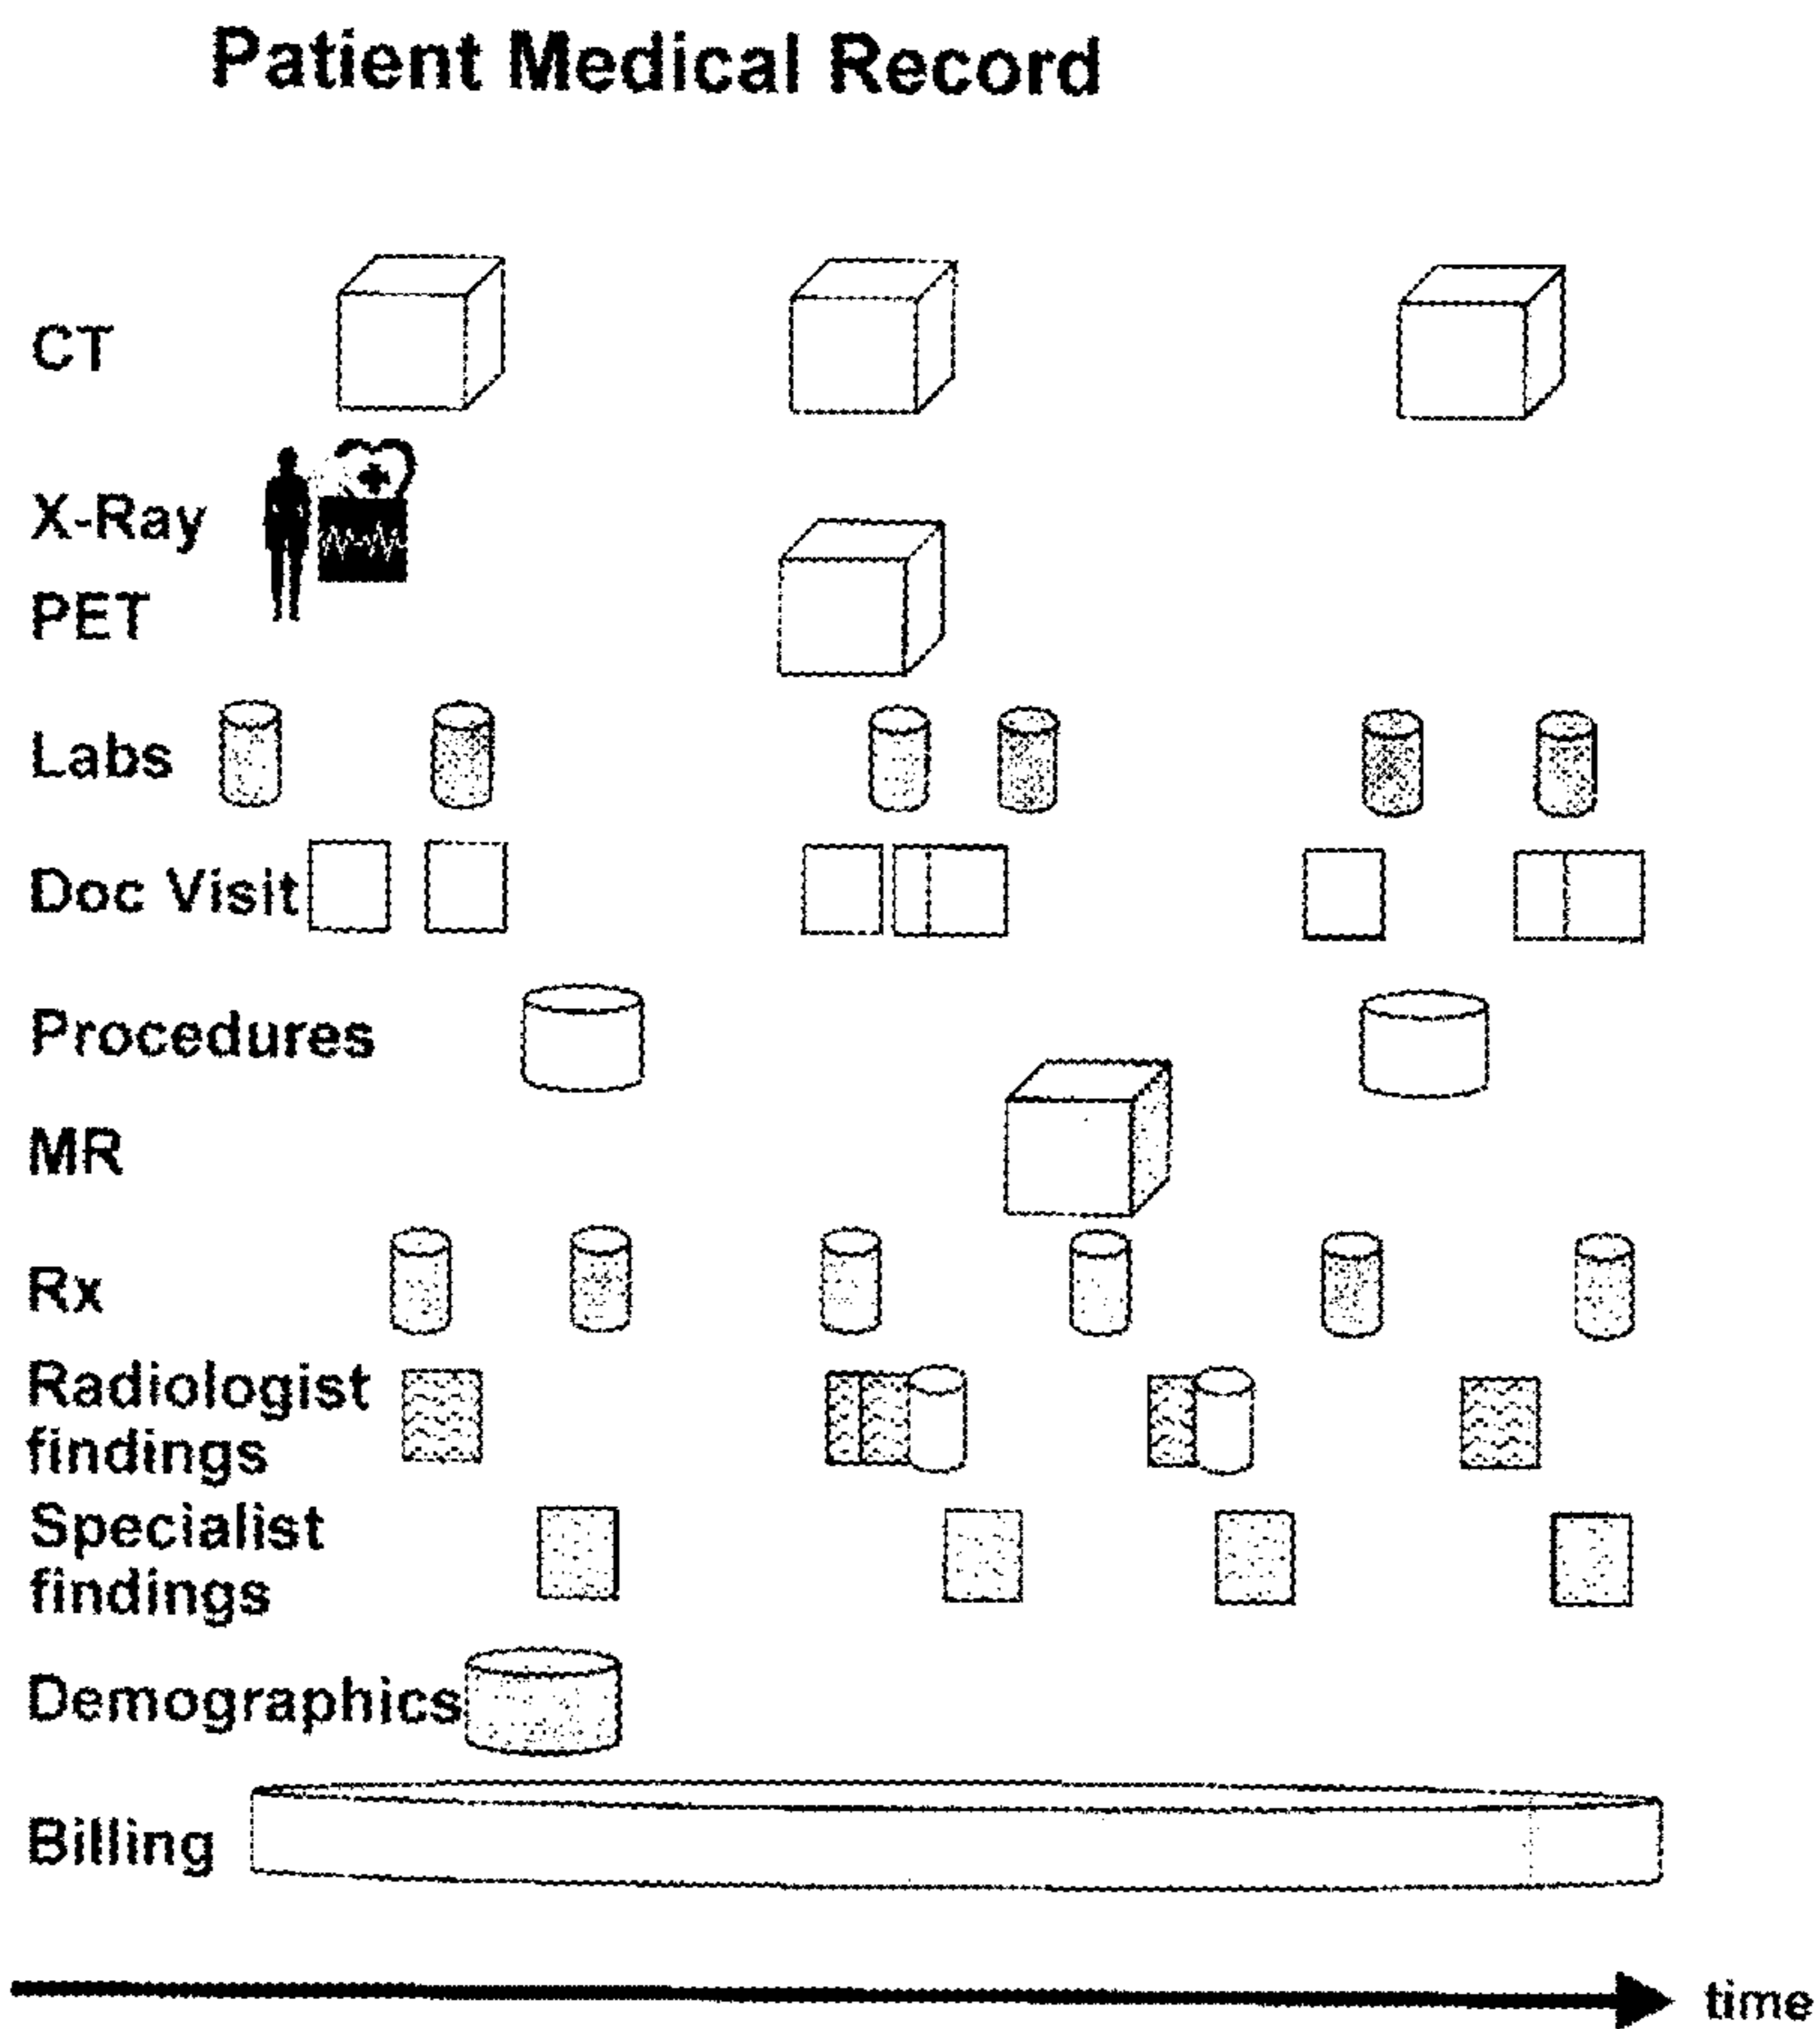 Patient Medical Record
CT
X-Ray
PET
Labs
Doc Visit
Procedures
MR
Rx
Radiologist
findings
Specialist
findings
Demographics
Billing
time